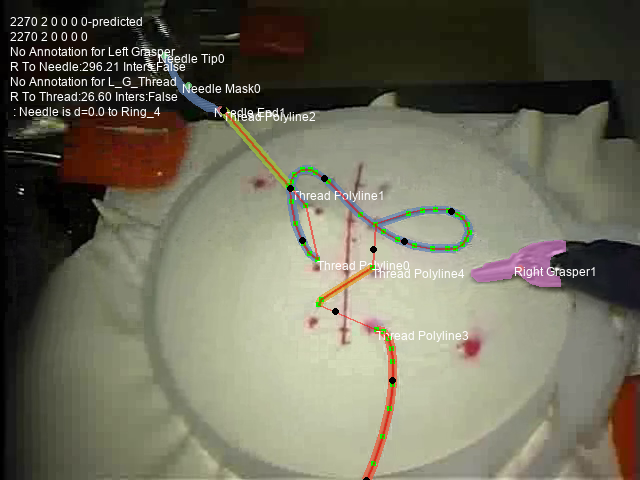 2270 2 0 0 0 0-predicted
2270 2 0 0 0 0
No Annotation for Left Grasper
Needle Tip0
R To Needle:296.21 Inters:False
No Annotation for L_G_Thread
Needle Mask0
R To Thread:26.60 Inters:False
: Needle is d=0.0 to Ring_4
Needle End1
Thread Polyline2
Thread Polyline1
Thread Polyline0
Thread Polyline4
Right Grasper1
Thread Polyline3